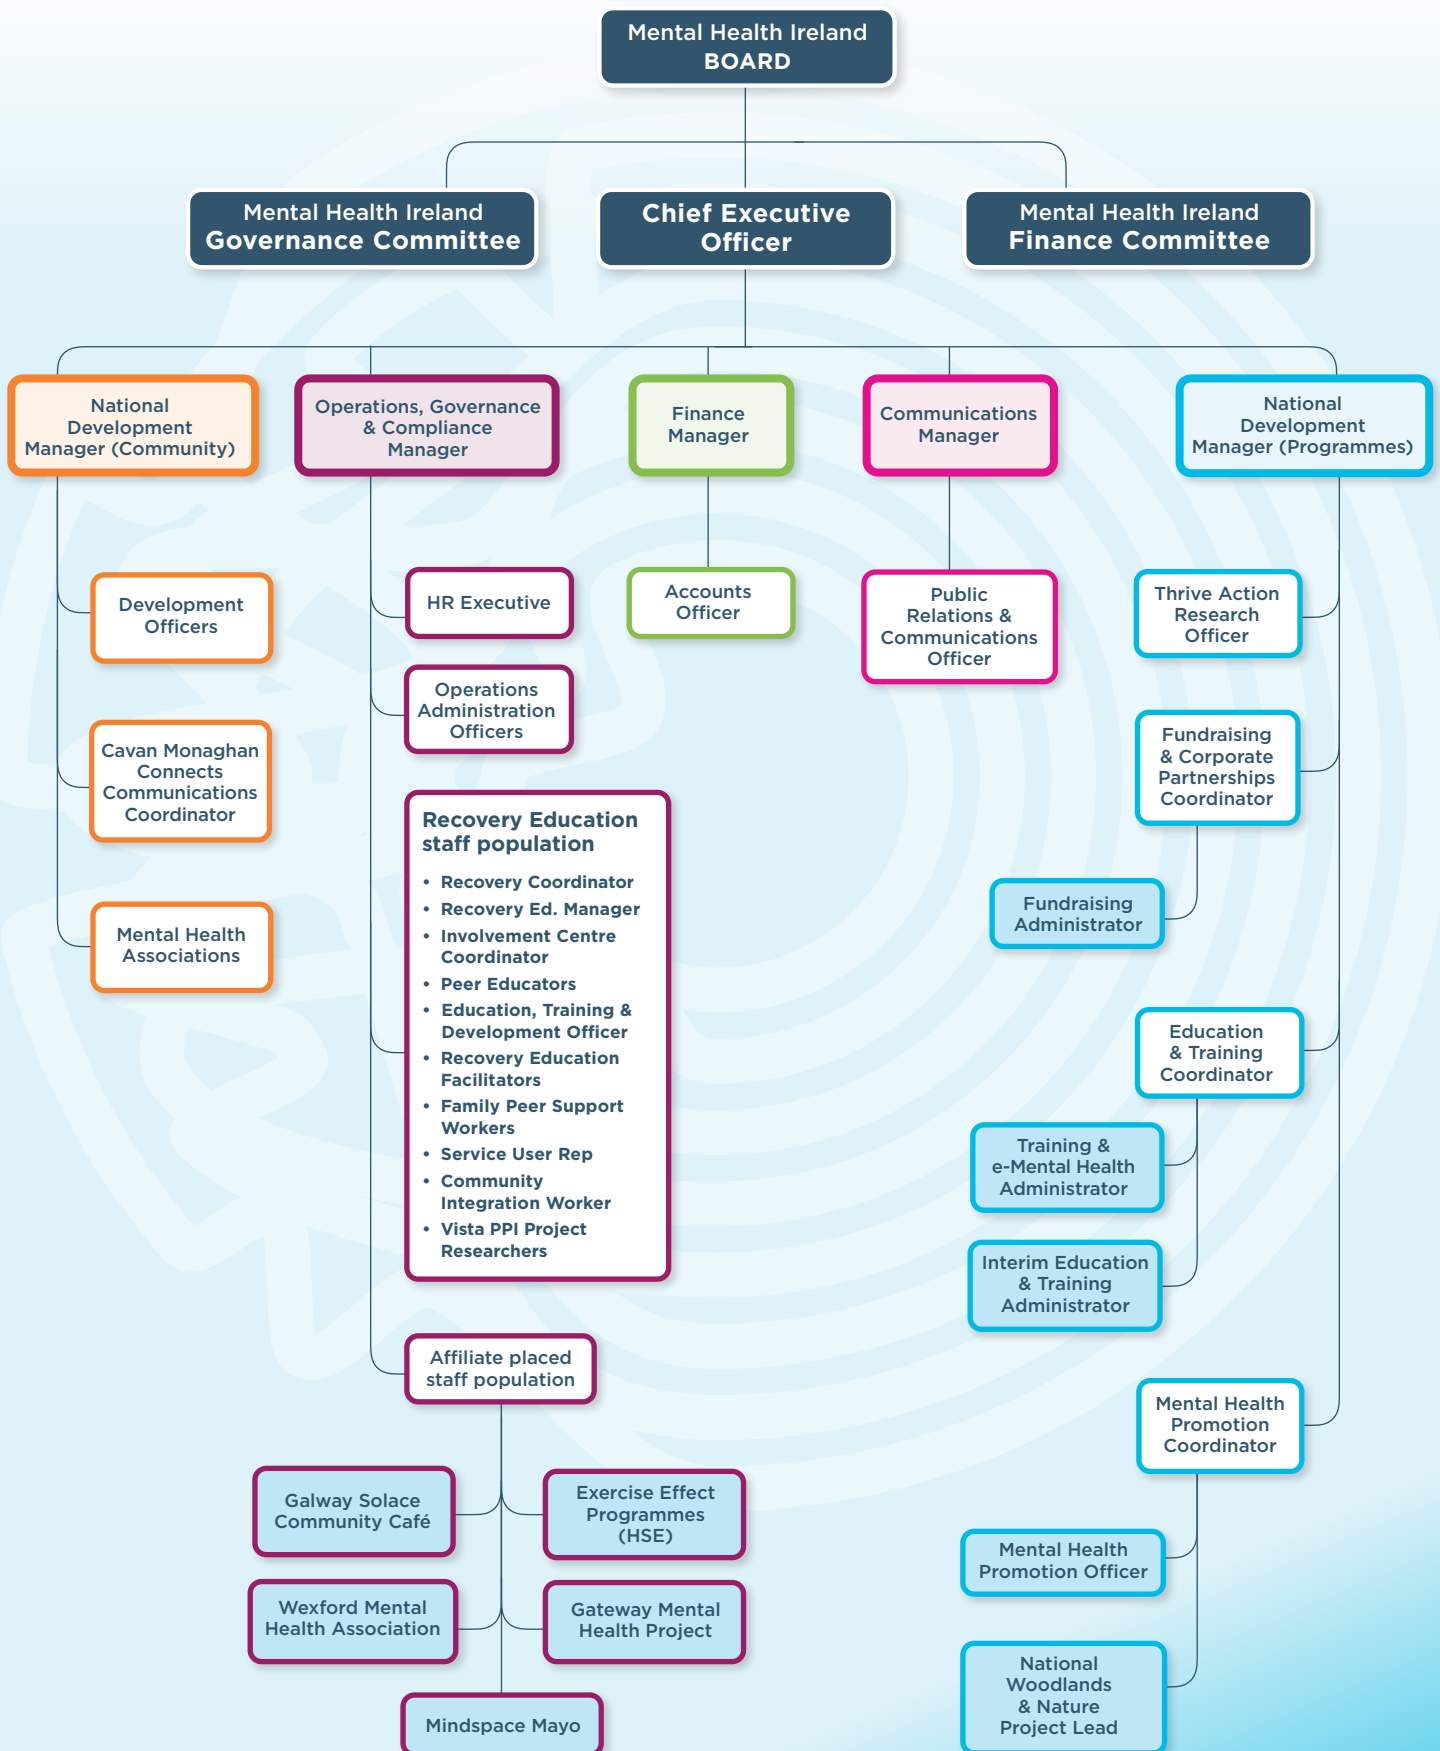 Mental Health Ireland
BOARD
Mental Health Ireland
Governance Committee
Chief Executive
Officer
Mental Health Ireland
Finance Committee
National
Development
Manager (Community)
Operations, Governance
& Compliance
Manager
Finance
Manager
Communications
Manager
National
Development
Manager (Programmes)
Development
Officers
Cavan Monaghan
Connects
Communications
Coordinator
Mental Health
Associations
HR Executive
Operations
Administration
Officers
Recovery Education
staff population
• Recovery Coordinator
• Recovery Ed. Manager
• Involvement Centre
Coordinator
• Peer Educators
• Education, Training &
Development Officer
• Recovery Education
Facilitators
• Family Peer Support
Workers
• Service User Rep
• Community
Integration Worker
• Vista PPI Project
Researchers
Affiliate placed
staff population
Galway Solace
Community Café
Exercise Effect
Programmes
(HSE)
Wexford Mental
Health Association
Gateway Mental
Health Project
Mindspace Mayo
Accounts
Officer
Public
Relations &
Communications
Officer
Thrive Action
Research
Officer
Fundraising
& Corporate
Partnerships
Coordinator
Fundraising
Administrator
Education
& Training
Coordinator
Training &
e-Mental Health
Administrator
Interim Education
& Training
Administrator
Mental Health
Promotion
Coordinator
Mental Health
Promotion Officer
National
Woodlands
& Nature
Project Lead